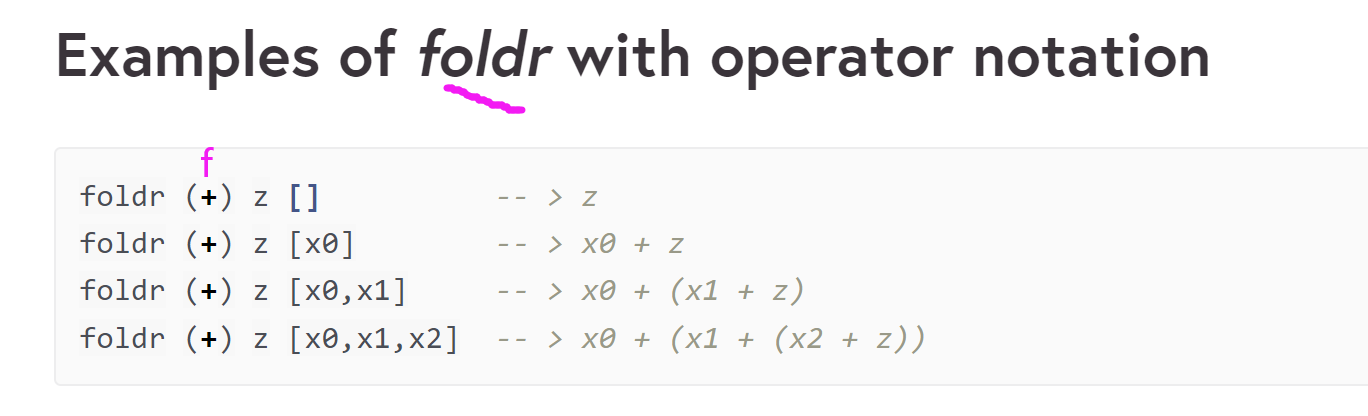 Examples of foldr with operator notation
f
foldr (+) z []          -- > z
foldr (+) z [x0]        -- > x0 + z
foldr (+) z [x0,x1]     -- > x0 + (x1 + z)
foldr (+) z [x0,x1,x2]  -- > x0 + (x1 + (x2 + z))